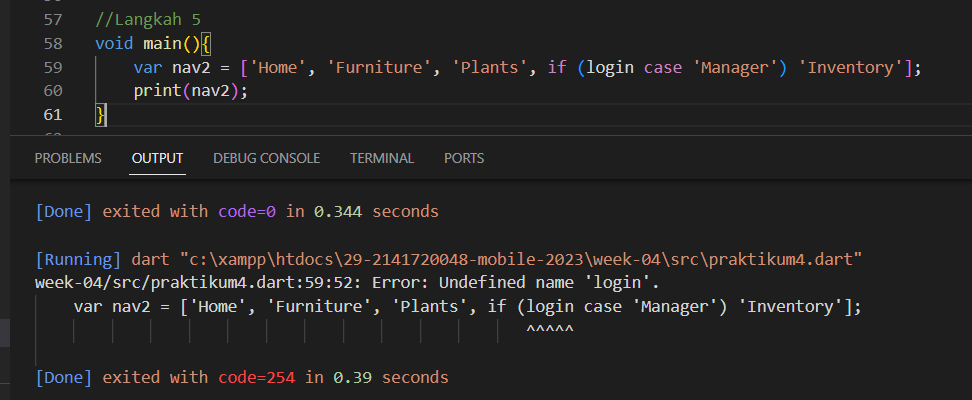 57 //Langkah 5
58 void main(){
59 var nav2 = ['Home', 'Furniture', 'Plants', if (login case 'Manager') 'Inventory'];
60 print(nav2);
61 }
PROBLEMS OUTPUT DEBUG CONSOLE TERMINAL PORTS
[Done] exited with code=0 in 0.344 seconds
[Running] dart "c:\xampp\htdocs\29-2141720048-mobile-2023\week-04\src\praktikum4.dart"
week-04/src/praktikum4.dart:59:52: Error: Undefined name 'login'.
var nav2 = ['Home', 'Furniture', 'Plants', if (login case 'Manager') 'Inventory'];
^^^^^
[Done] exited with code=254 in 0.39 seconds